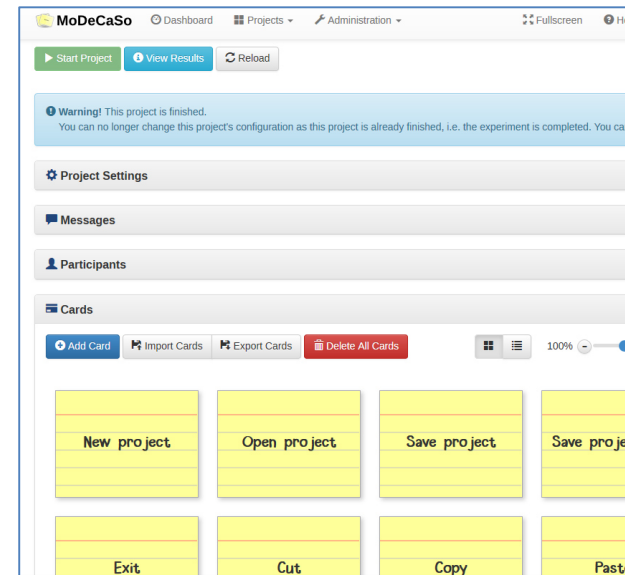 MoDeCaSo Dashboard Projects Administration Fullscreen
Start Project View Results Reload
Warning! This project is finished.
You can no longer change this project's configuration as this project is already finished, i.e. the experiment is completed. You ca
Project Settings
Messages
Participants
Cards
Add Card Import Cards Export Cards Delete All Cards 100%
New project Open project Save project Save proje
Exit Cut Copy Paste